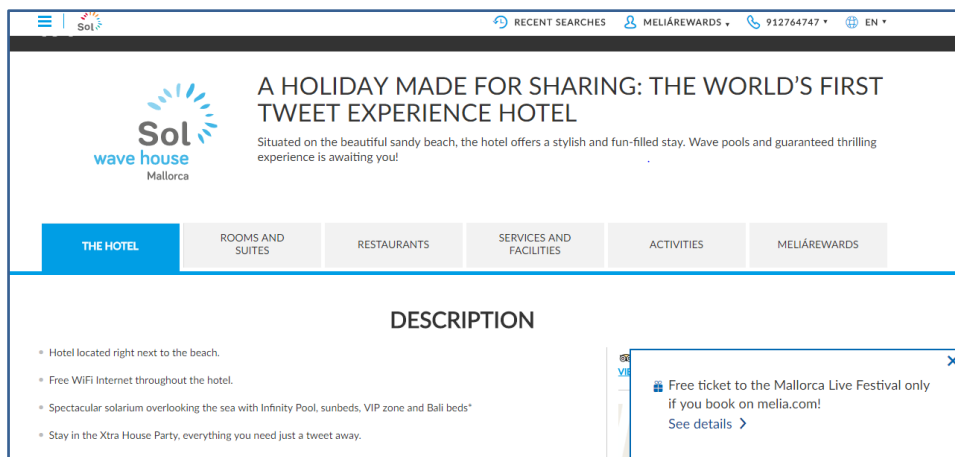 Sol
RECENT SEARCHES
MELIÁREWARDS
912764747
EN
A HOLIDAY MADE FOR SHARING: THE WORLD'S FIRST
TWEET EXPERIENCE HOTEL
Situated on the beautiful sandy beach, the hotel offers a stylish and fun-filled stay. Wave pools and guaranteed thrilling
experience is awaiting you!
Sol
wave house
Mallorca
THE HOTEL
ROOMS AND
SUITES
RESTAURANTS
SERVICES AND
FACILITIES
ACTIVITIES
MELIÁREWARDS
DESCRIPTION
Hotel located right next to the beach.
Free WiFi Internet throughout the hotel.
Spectacular solarium overlooking the sea with Infinity Pool, sunbeds, VIP zone and Bali beds*
Stay in the Xtra House Party, everything you need just a tweet away.
Free ticket to the Mallorca Live Festival only
if you book on melia.com!
See details